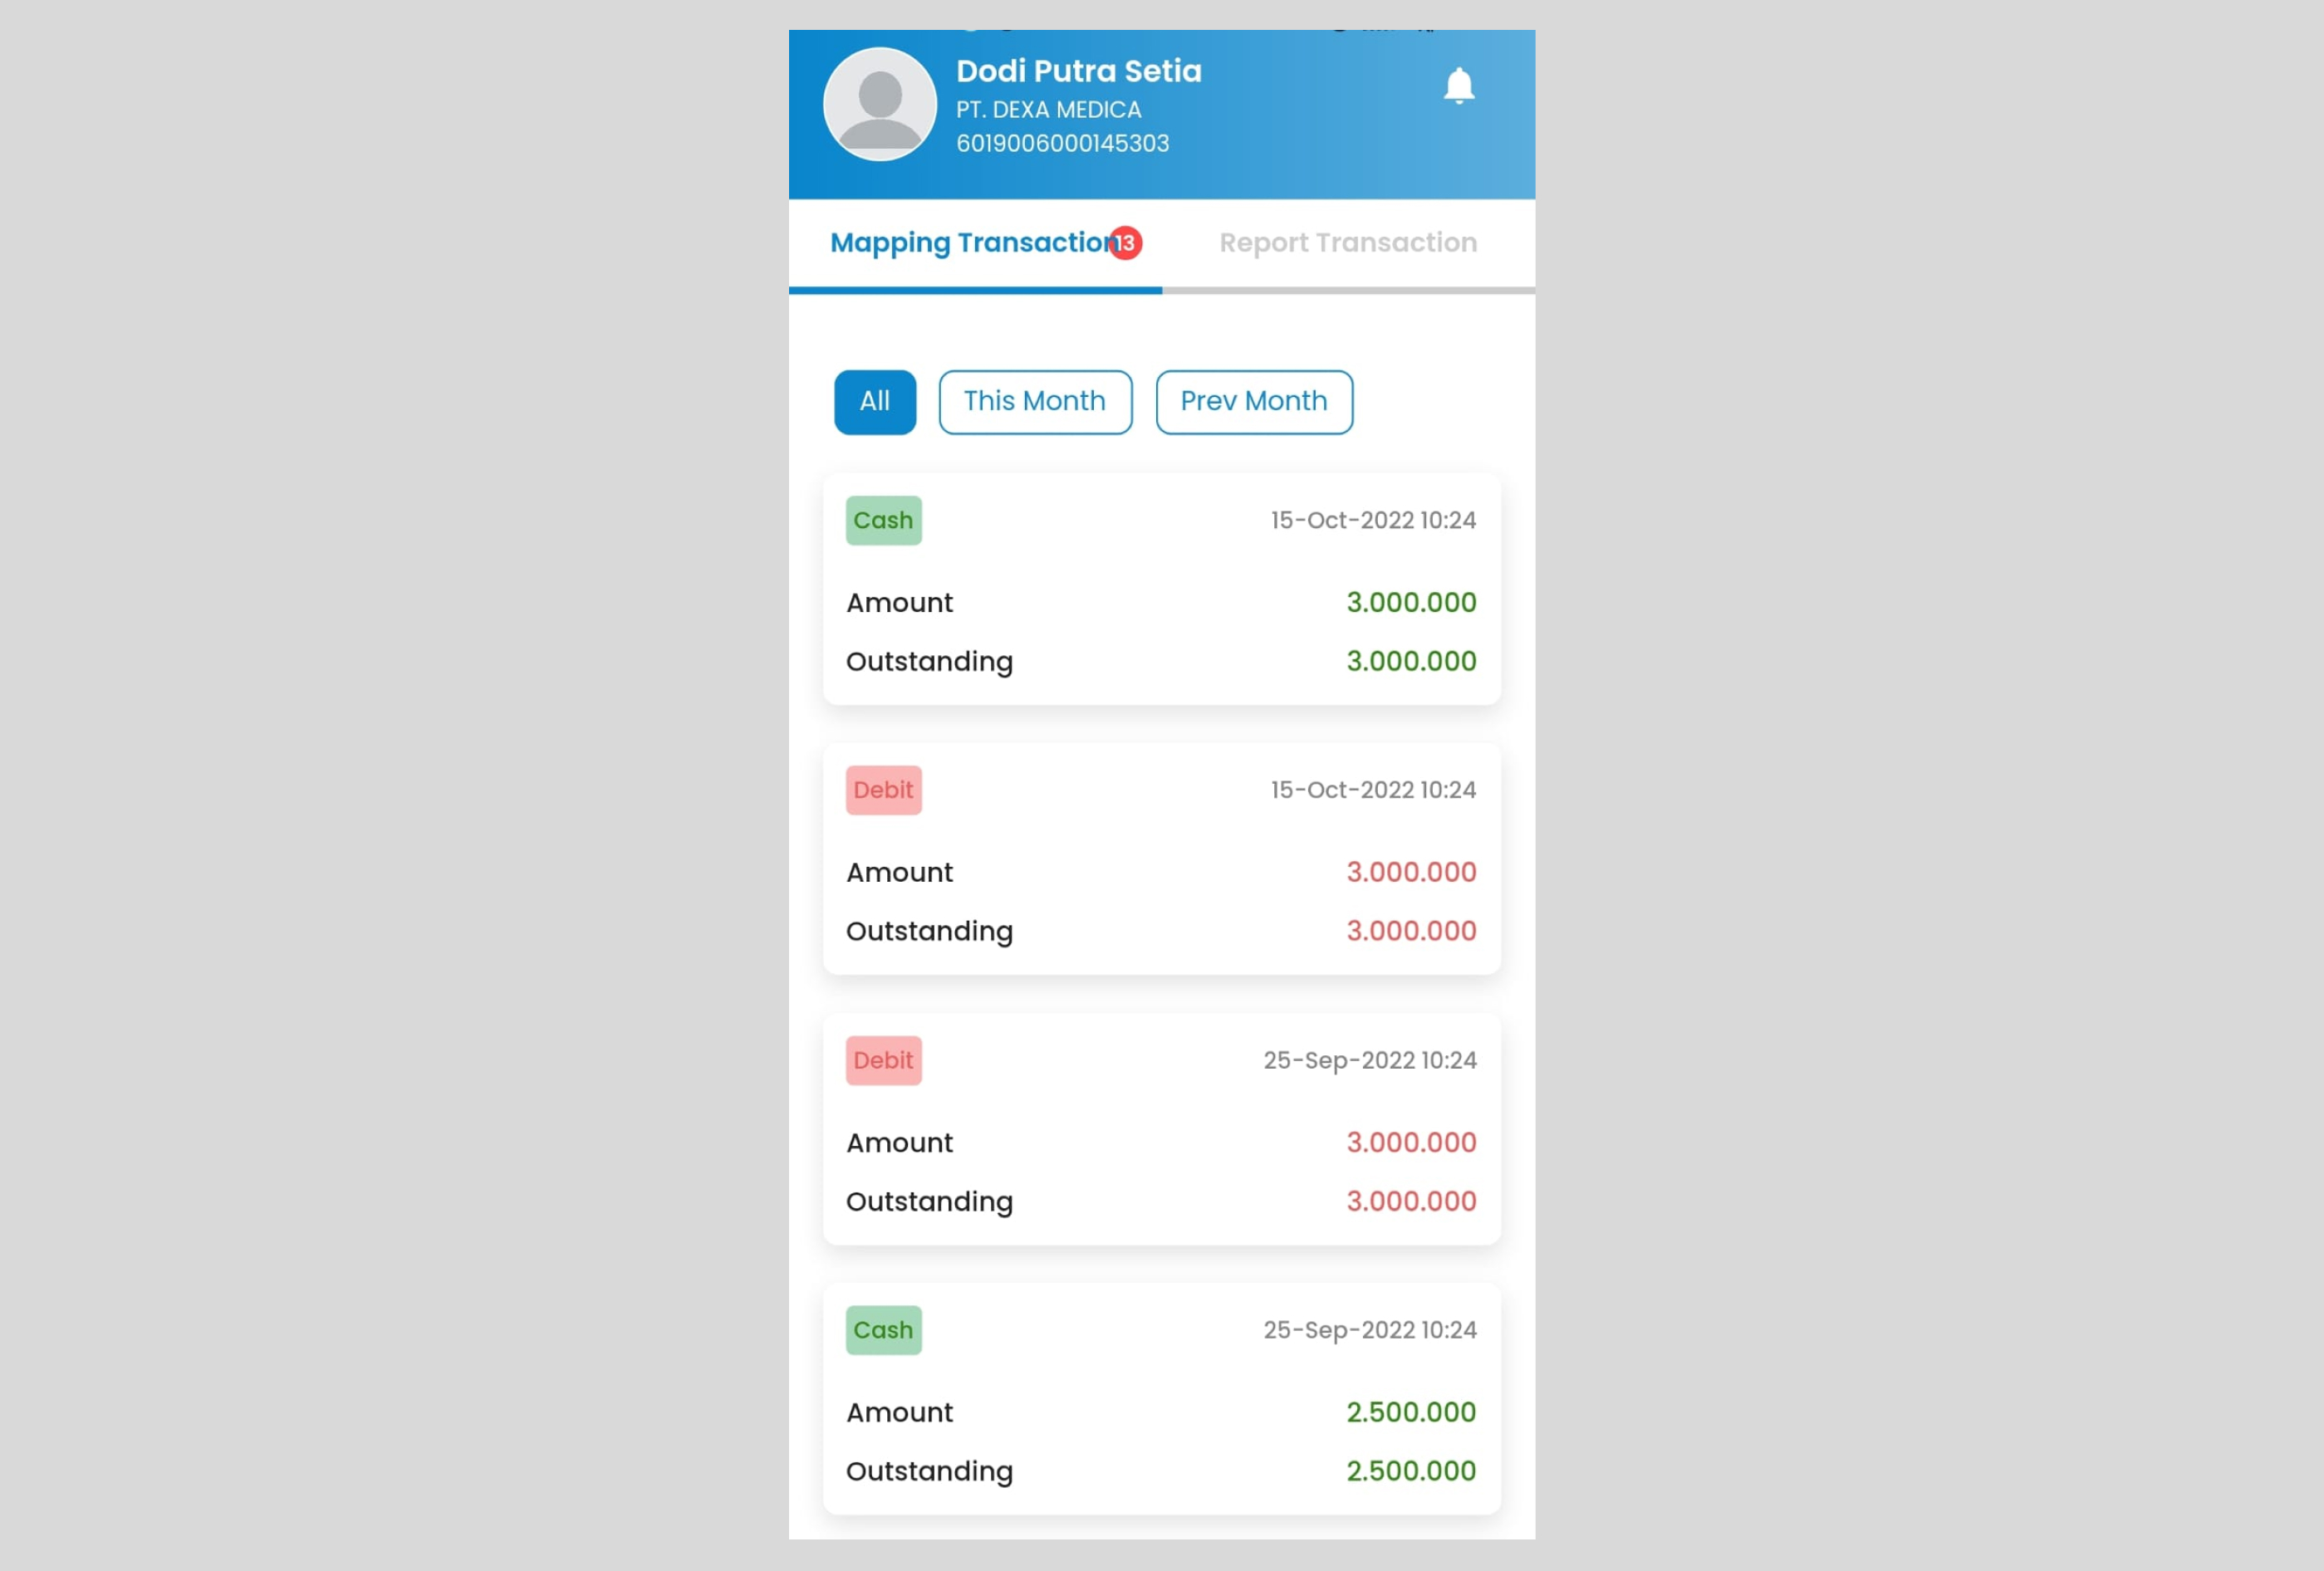 Dodi Putra Setia
PT. DEXA MEDICA
6019006000145303
Mapping Transaction 13
Report Transaction
All
This Month
Prev Month
Cash
15-Oct-2022 10:24
Amount
3.000.000
Outstanding
3.000.000
Debit
15-Oct-2022 10:24
Amount
3.000.000
Outstanding
3.000.000
Debit
25-Sep-2022 10:24
Amount
3.000.000
Outstanding
3.000.000
Cash
25-Sep-2022 10:24
Amount
2.500.000
Outstanding
2.500.000